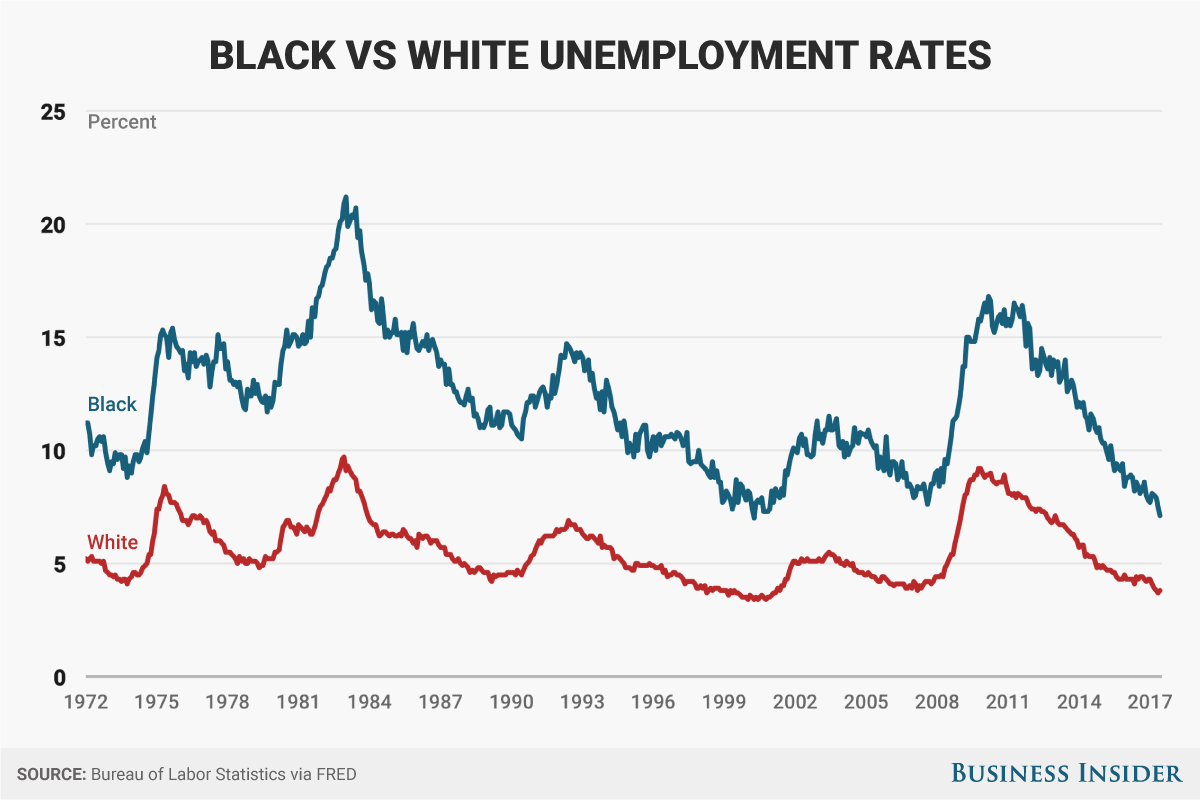 BLACK VS WHITE UNEMPLOYMENT RATES
25
Percent
20
15
Black
10
White
5
0
1972 1975 1978 1981 1984 1987 1990 1993 1996 1999 2002 2005 2008 2011 2014 2017
SOURCE: Bureau of Labor Statistics via FRED
BUSINESS INSIDER